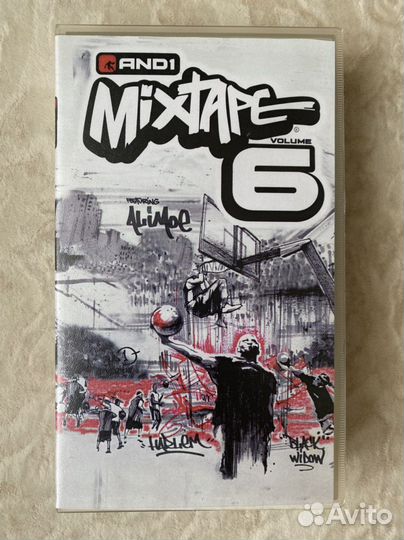 AND1
MIXTAPE
VOLUME
6
FEATURING
ALIMOE
HARLEM
BLACK
WIDOW
Avito